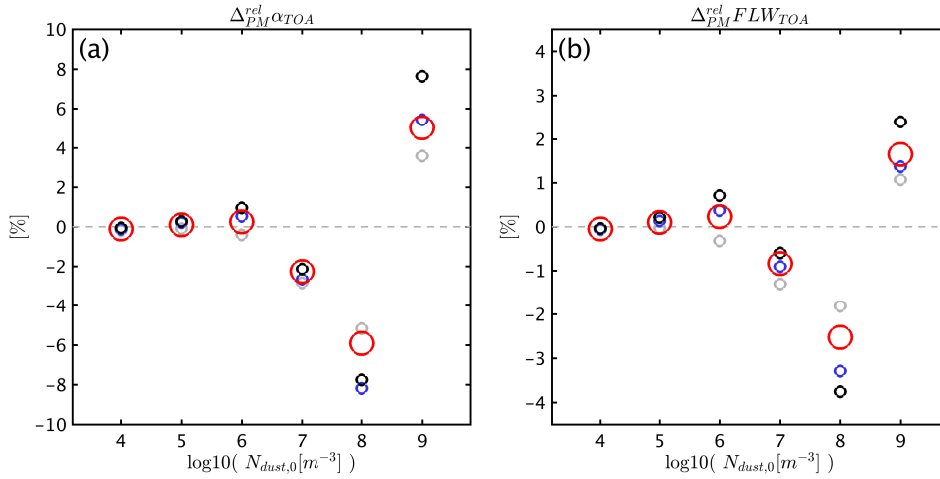 Δ_{PM}^{rel} α_{TOA}
(a)
[%]
10
8
6
4
2
0
−2
−4
−6
−8
−10
4 5 6 7 8 9
log10( N_{dust,0}[m^{−3}] )
Δ_{PM}^{rel} FLW_{TOA}
(b)
[%]
4
3
2
1
0
−1
−2
−3
−4
4 5 6 7 8 9
log10( N_{dust,0}[m^{−3}] )